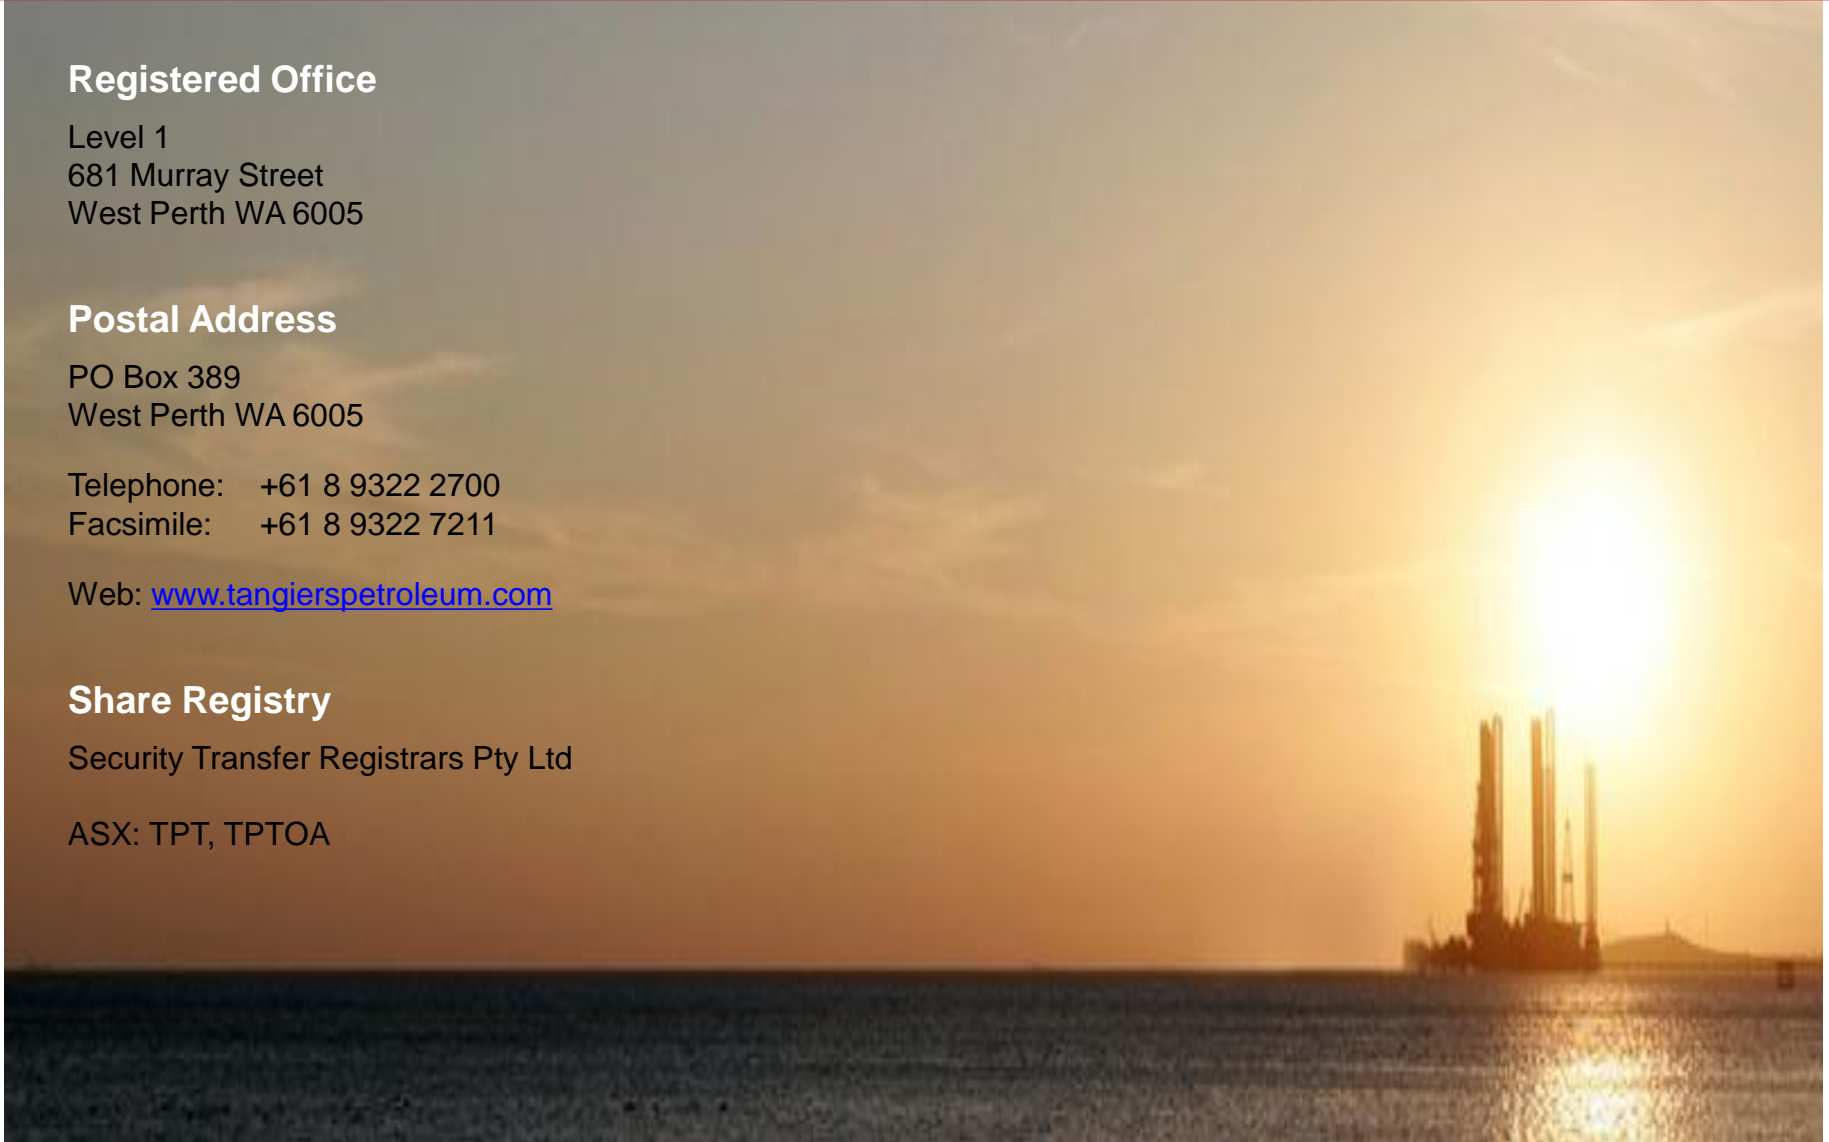 Registered Office
Level 1
681 Murray Street
West Perth WA 6005
Postal Address
PO Box 389
West Perth WA 6005
Telephone: +61 8 9322 2700
Facsimile: +61 8 9322 7211
Web: www.tangierspetroleum.com
Share Registry
Security Transfer Registrars Pty Ltd
ASX: TPT, TPTOA